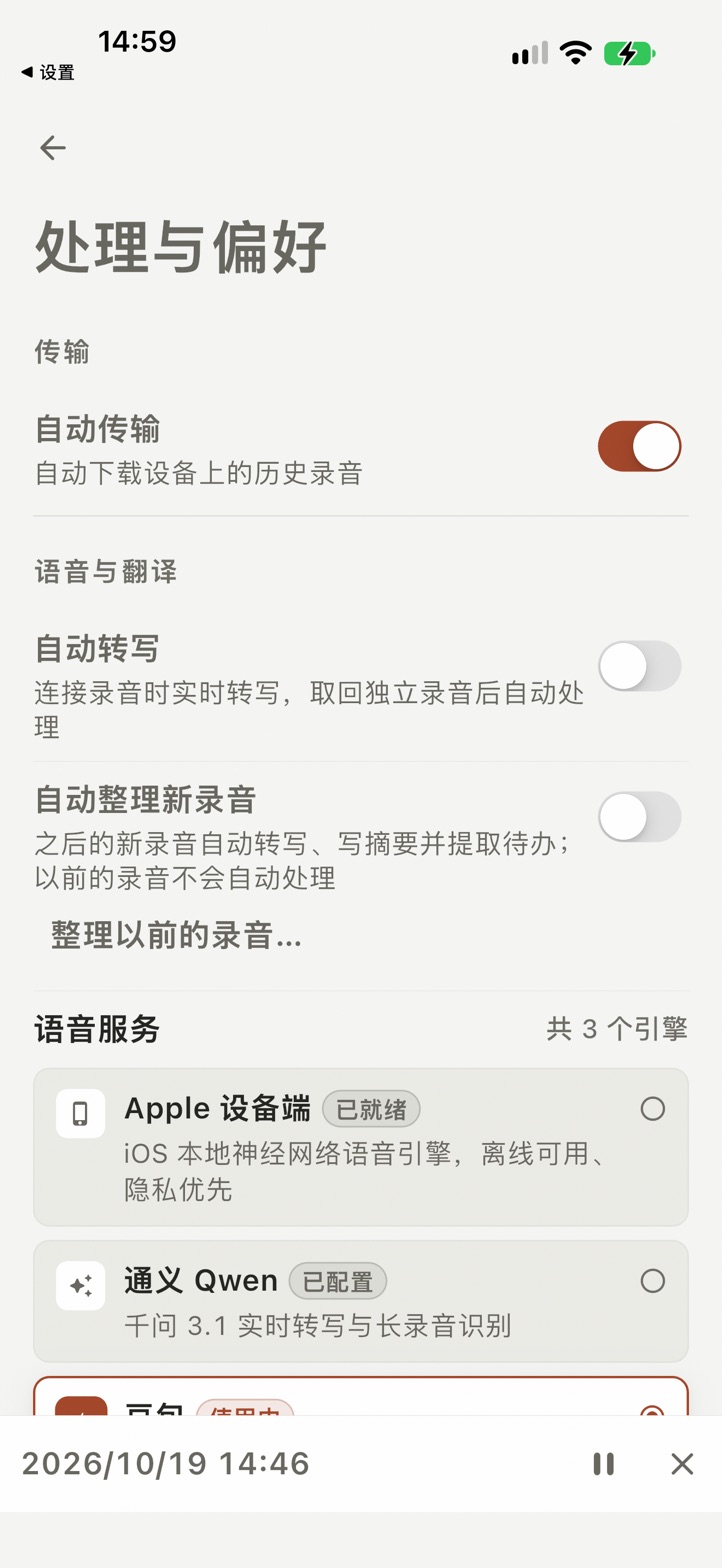 14:59
◀ 设置
处理与偏好
传输
自动传输
自动下载设备上的历史录音
语音与翻译
自动转写
连接录音时实时转写，取回独立录音后自动处
理
自动整理新录音
之后的新录音自动转写、写摘要并提取待办；
以前的录音不会自动处理
整理以前的录音...
语音服务
共 3 个引擎
Apple 设备端 已就绪
iOS 本地神经网络语音引擎，离线可用、
隐私优先
通义 Qwen 已配置
千问 3.1 实时转写与长录音识别
豆包 使用中
2026/10/19 14:46